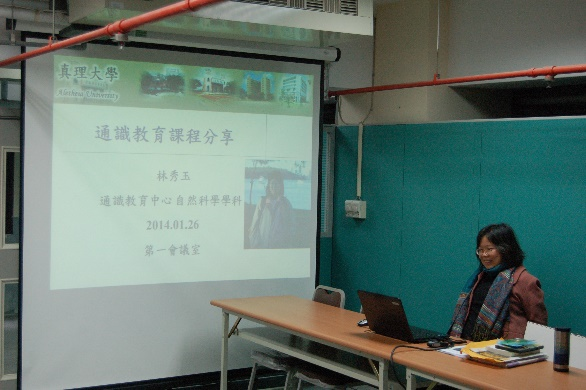 真理大學
Aletheia University
通識教育課程分享
林秀玉
通識教育中心自然科學學科
2014.01.26
第一會議室